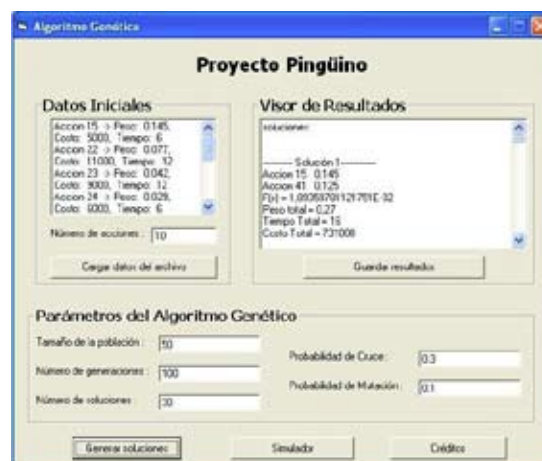 Algoritmo Genético
Proyecto Pingüino
Datos Iniciales
Accion 15 -> Peso: 0.145,
Costo: 5000, Tiempo: 6
Accion 22 -> Peso: 0.077,
Costo: 11000, Tiempo: 12
Accion 23 -> Peso: 0.042,
Costo: 9000, Tiempo: 12
Accion 24 -> Peso: 0.029,
Costo: 6000, Tiempo: 6
Número de acciones : 10
Cargar datos del archivo
Visor de Resultados
soluciones:
--------- Solución 1---------
Accion 15 0.145
Accion 41 0.125
Peso total = 0.27
Tiempo Total = 16
Costo Total = 731008
Guardar resultados
Parámetros del Algoritmo Genético
Tamaño de la población : 50
Número de generaciones : 100
Número de soluciones : 30
Probabilidad de Cruce : 0.3
Probabilidad de Mutación : 0.1
Generar soluciones
Simulador
Créditos